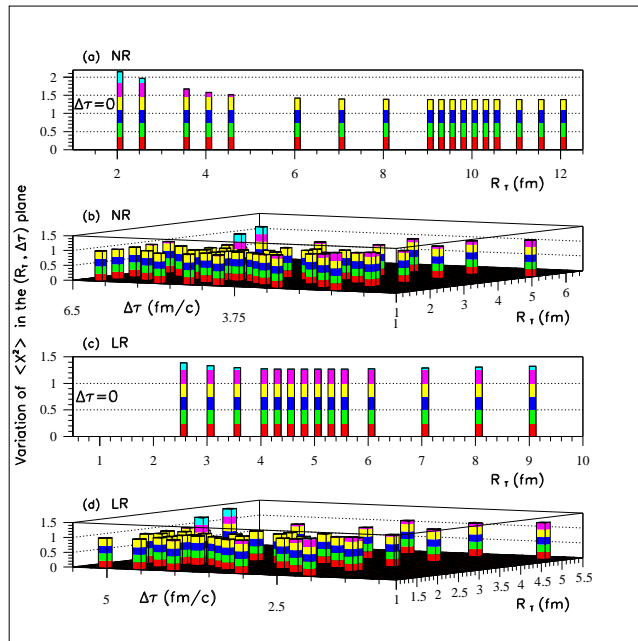 Variation of <χ²> in the (R_T, Δτ) plane
(a) NR
2
1.5
1
0.5
0
Δτ=0
2 4 6 8 10 12
R_T (fm)
(b) NR
1.5
1
0.5
0
6.5
Δτ (fm/c)
3.75
1
1
2
3
4
5
6
R_T (fm)
(c) LR
1.5
1
0.5
0
Δτ=0
1 2 3 4 5 6 7 8 9 10
R_T (fm)
(d) LR
1.5
1
0.5
0
5
Δτ (fm/c)
2.5
1
1.5
2
2.5
3
3.5
4
4.5
5
5.5
R_T (fm)